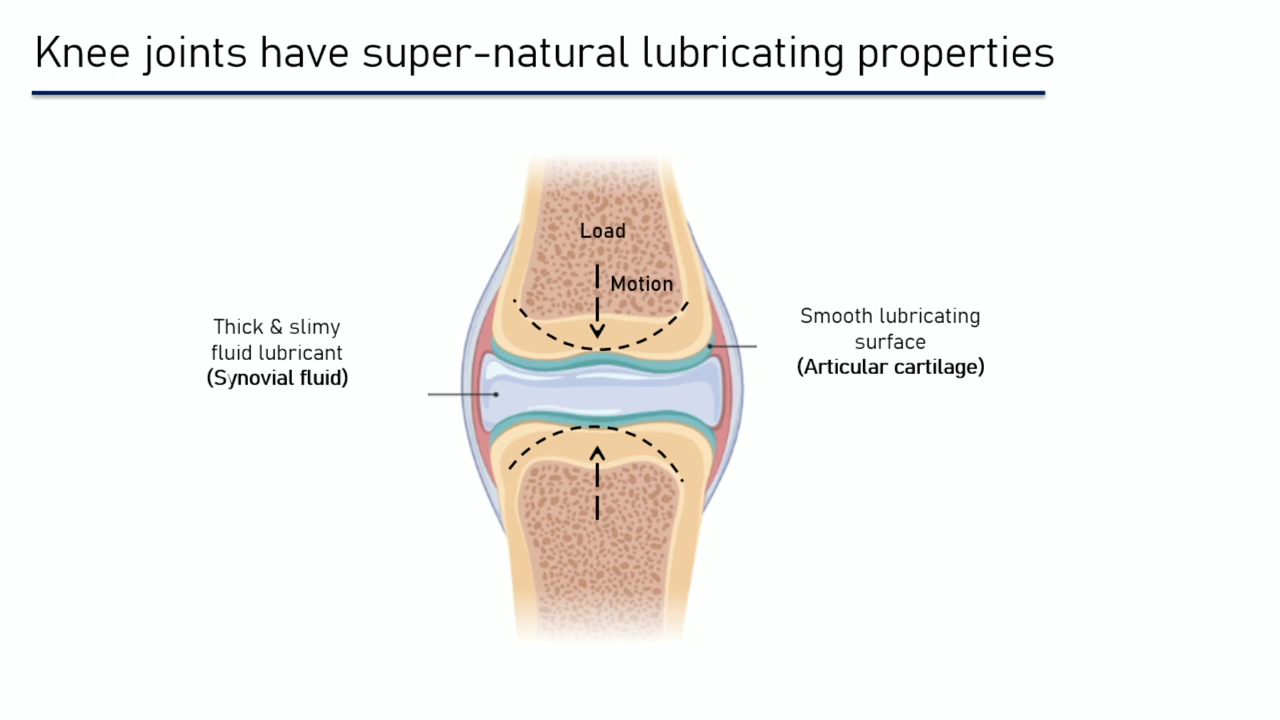 Knee joints have super-natural lubricating properties
Load
Motion
Thick & slimy
fluid lubricant
(Synovial fluid)
Smooth lubricating
surface
(Articular cartilage)